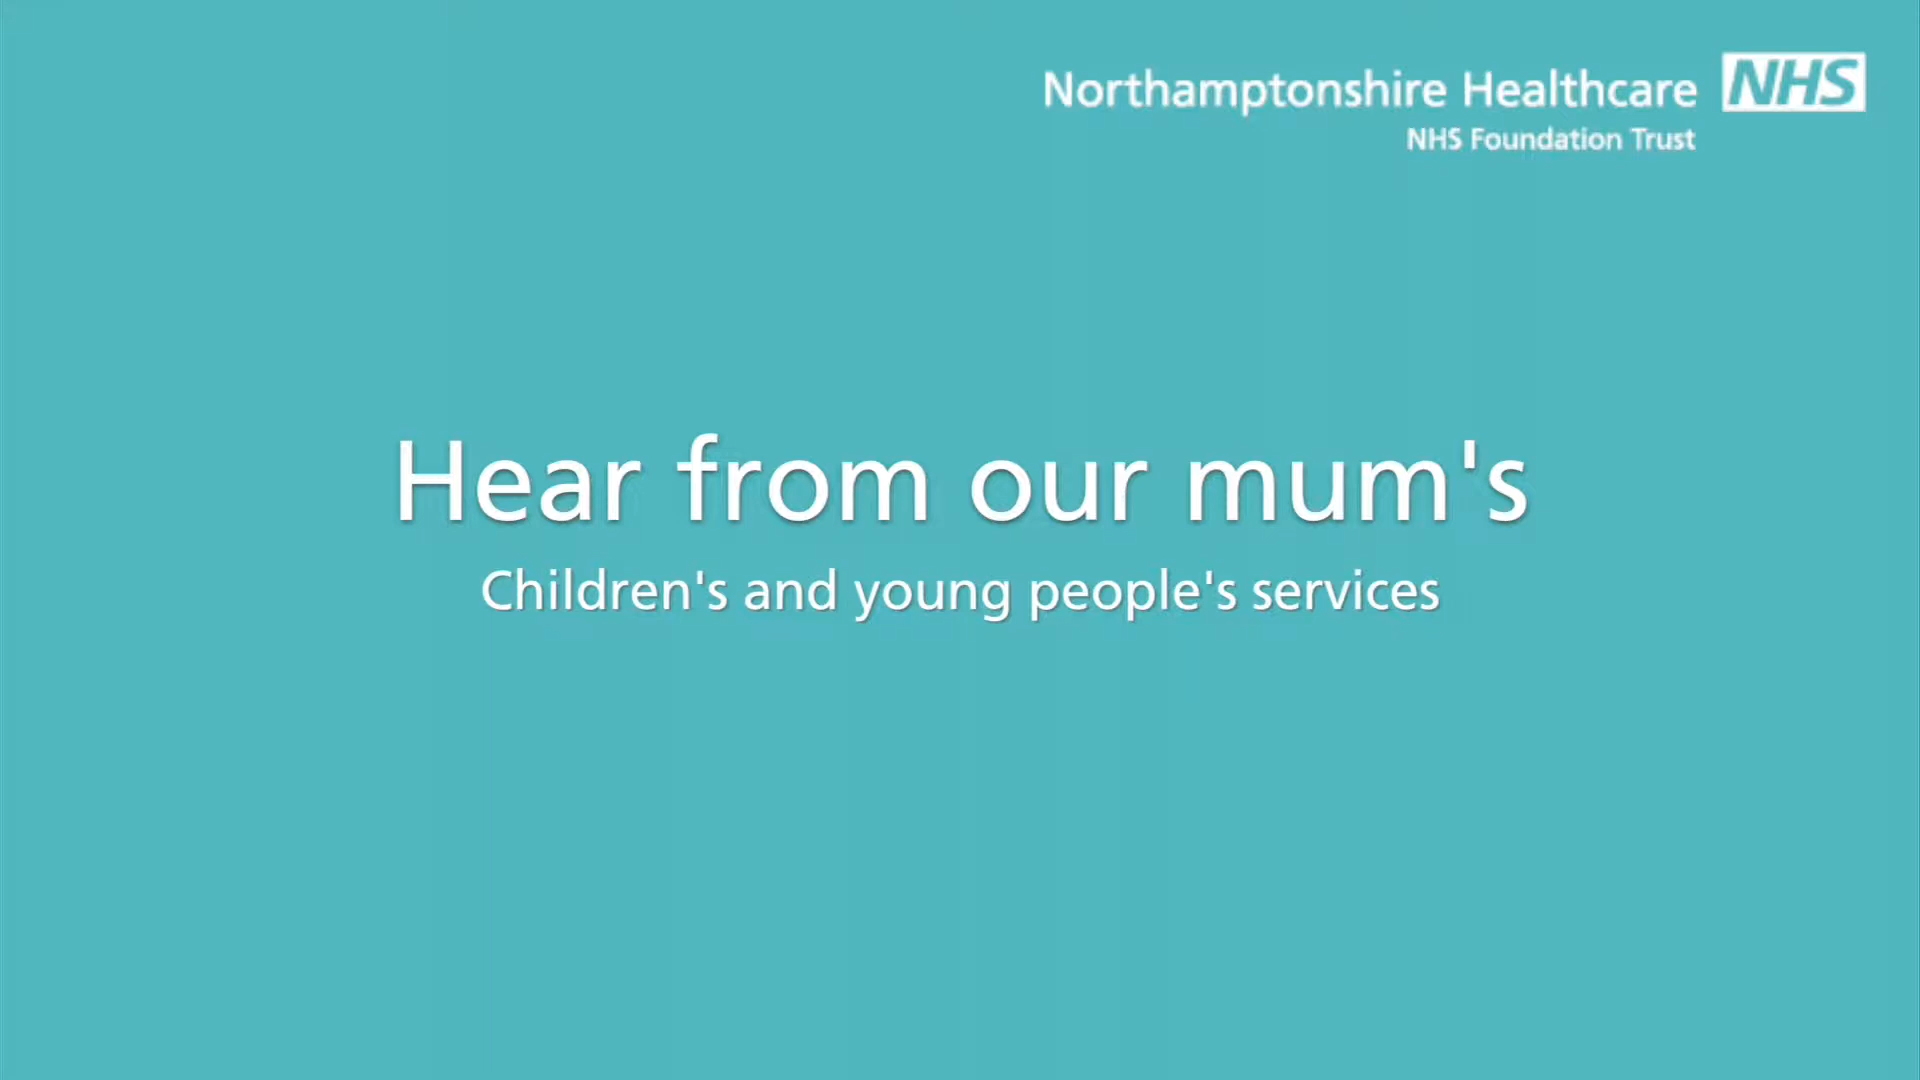 Northamptonshire Healthcare NHS
NHS Foundation Trust
Hear from our mum's
Children's and young people's services